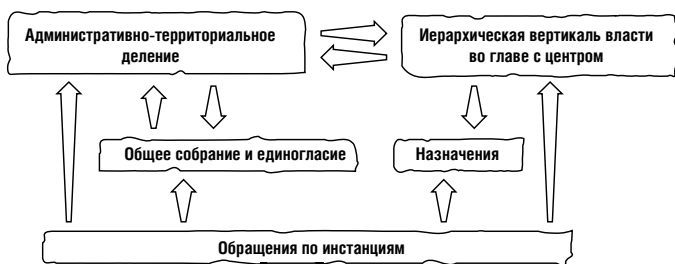 Административно-территориальное
деление
Иерархическая вертикаль власти
во главе с центром
Общее собрание и единогласие
Назначения
Обращения по инстанциям